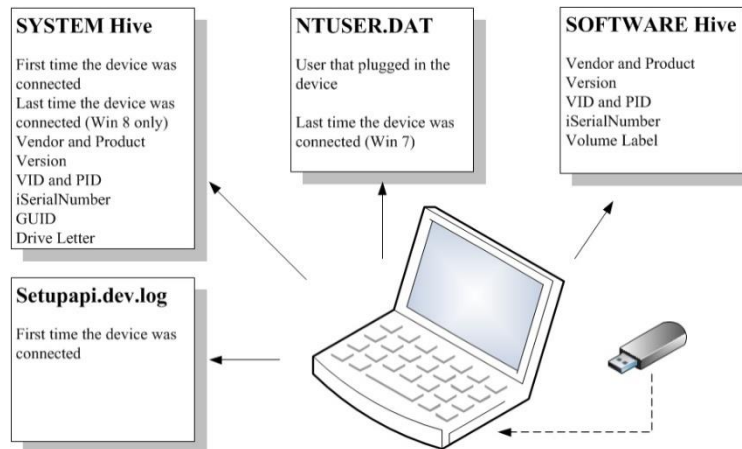 SYSTEM Hive
First time the device was
connected
Last time the device was
connected (Win 8 only)
Vendor and Product
Version
VID and PID
iSerialNumber
GUID
Drive Letter
NTUSER.DAT
User that plugged in the
device
Last time the device was
connected (Win 7)
SOFTWARE Hive
Vendor and Product
Version
VID and PID
iSerialNumber
Volume Label
Setupapi.dev.log
First time the device was
connected